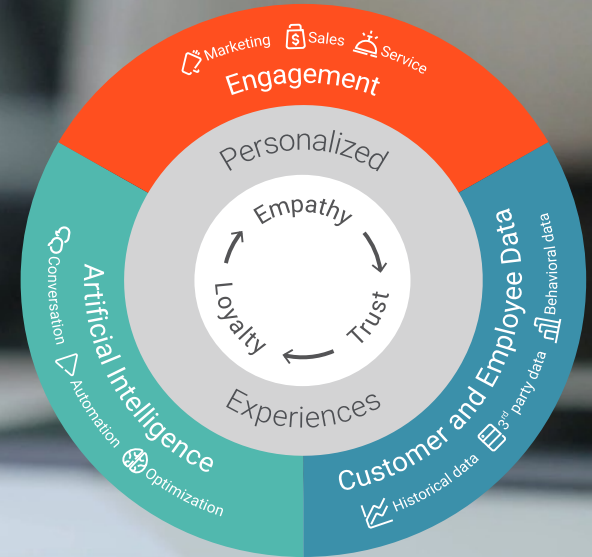 Marketing
Sales
Service
Engagement
Personalized
Empathy
Trust
Loyalty
Experiences
Artificial Intelligence
Conversation
Automation
Optimization
Customer and Employee Data
Behavioral data
3rd party data
Historical data
$